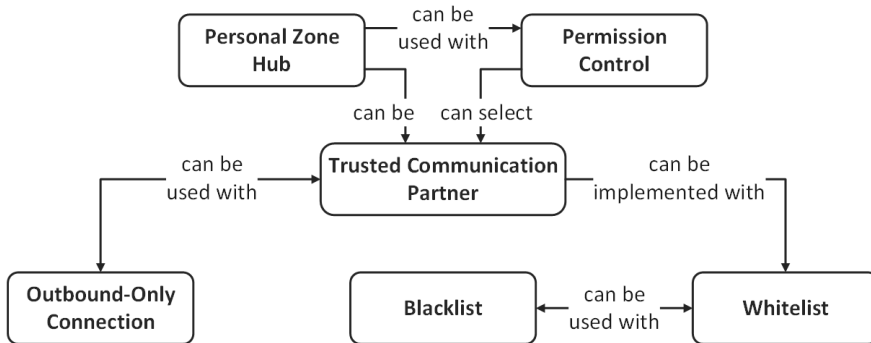 can be
used with
Personal Zone
Hub
Permission
Control
can be
can select
can be
used with
Trusted Communication
Partner
can be
implemented with
Outbound-Only
Connection
Blacklist
can be
used with
Whitelist